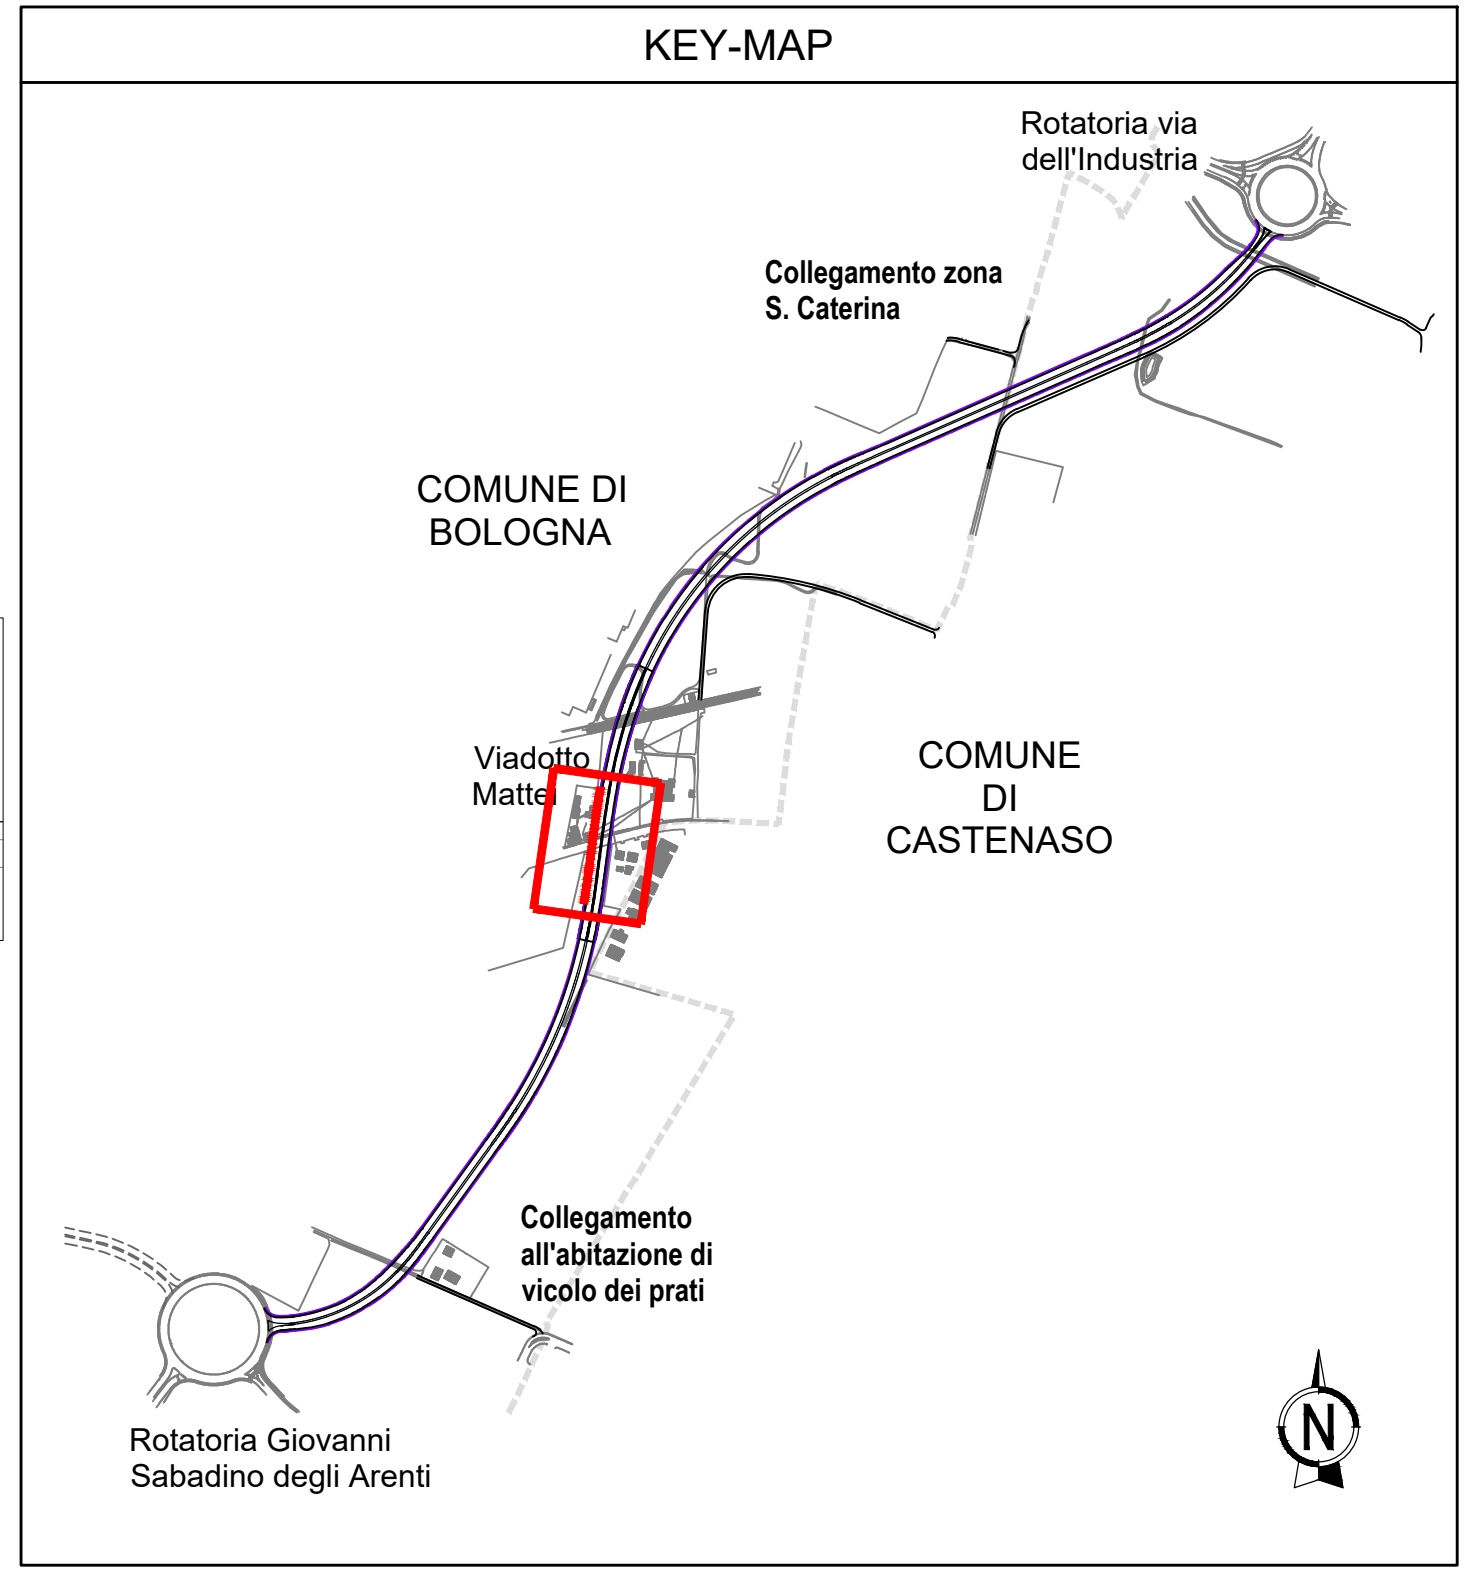 KEY-MAP
Rotatoria via
dell'Industria
Collegamento zona
S. Caterina
COMUNE DI
BOLOGNA
Viadotto
Mattei
COMUNE
DI
CASTENASO
Collegamento
all'abitazione di
vicolo dei prati
Rotatoria Giovanni
Sabadino degli Arenti
N